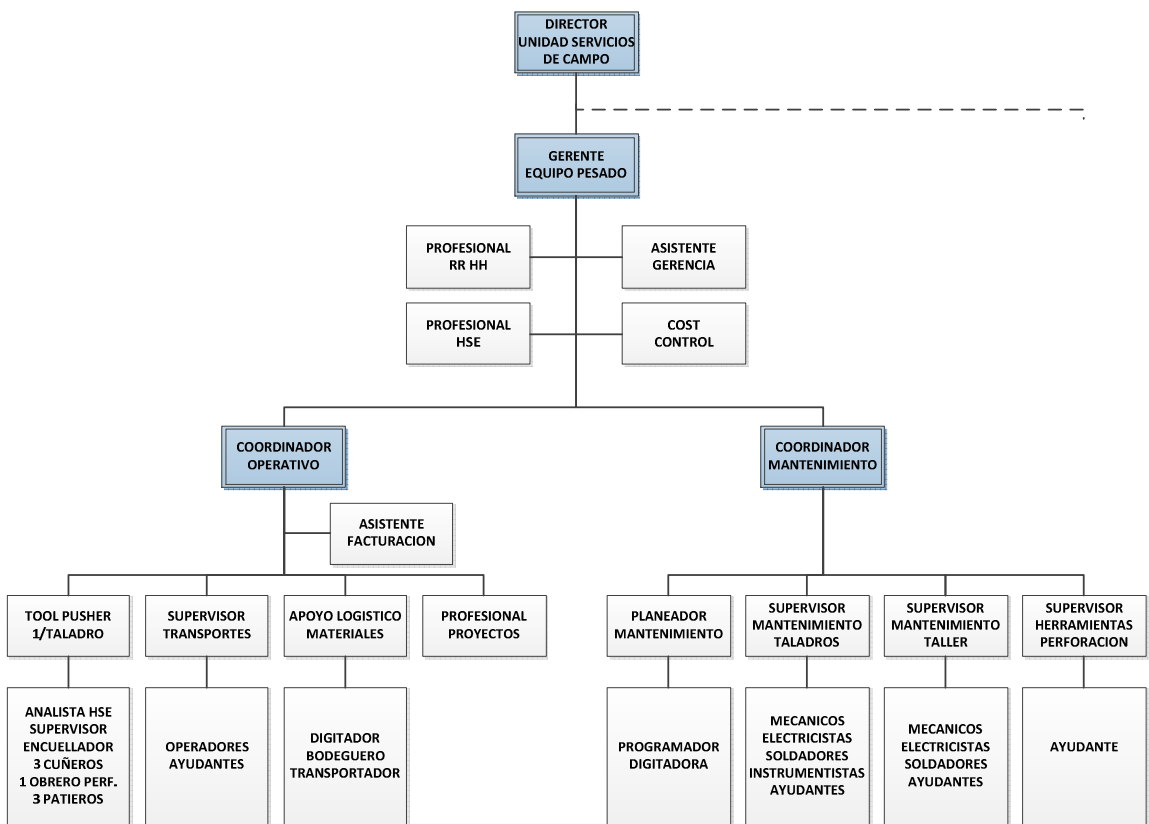 DIRECTOR
UNIDAD SERVICIOS
DE CAMPO
GERENTE
EQUIPO PESADO
PROFESIONAL
RR HH
ASISTENTE
GERENCIA
PROFESIONAL
HSE
COST
CONTROL
COORDINADOR
OPERATIVO
COORDINADOR
MANTENIMIENTO
ASISTENTE
FACTURACION
TOOL PUSHER
1/TALADRO
SUPERVISOR
TRANSPORTES
APOYO LOGISTICO
MATERIALES
PROFESIONAL
PROYECTOS
PLANEADOR
MANTENIMIENTO
SUPERVISOR
MANTENIMIENTO
TALADROS
SUPERVISOR
MANTENIMIENTO
TALLER
SUPERVISOR
HERRAMIENTAS
PERFORACION
ANALISTA HSE
SUPERVISOR
ENCUELLADOR
3 CUÑEROS
1 OBRERO PERF.
3 PATIEROS
OPERADORES
AYUDANTES
DIGITADOR
BODEGUERO
TRANSPORTADOR
PROGRAMADOR
DIGITADORA
MECANICOS
ELECTRICISTAS
SOLDADORES
INSTRUMENTISTAS
AYUDANTES
MECANICOS
ELECTRICISTAS
SOLDADORES
AYUDANTES
AYUDANTE